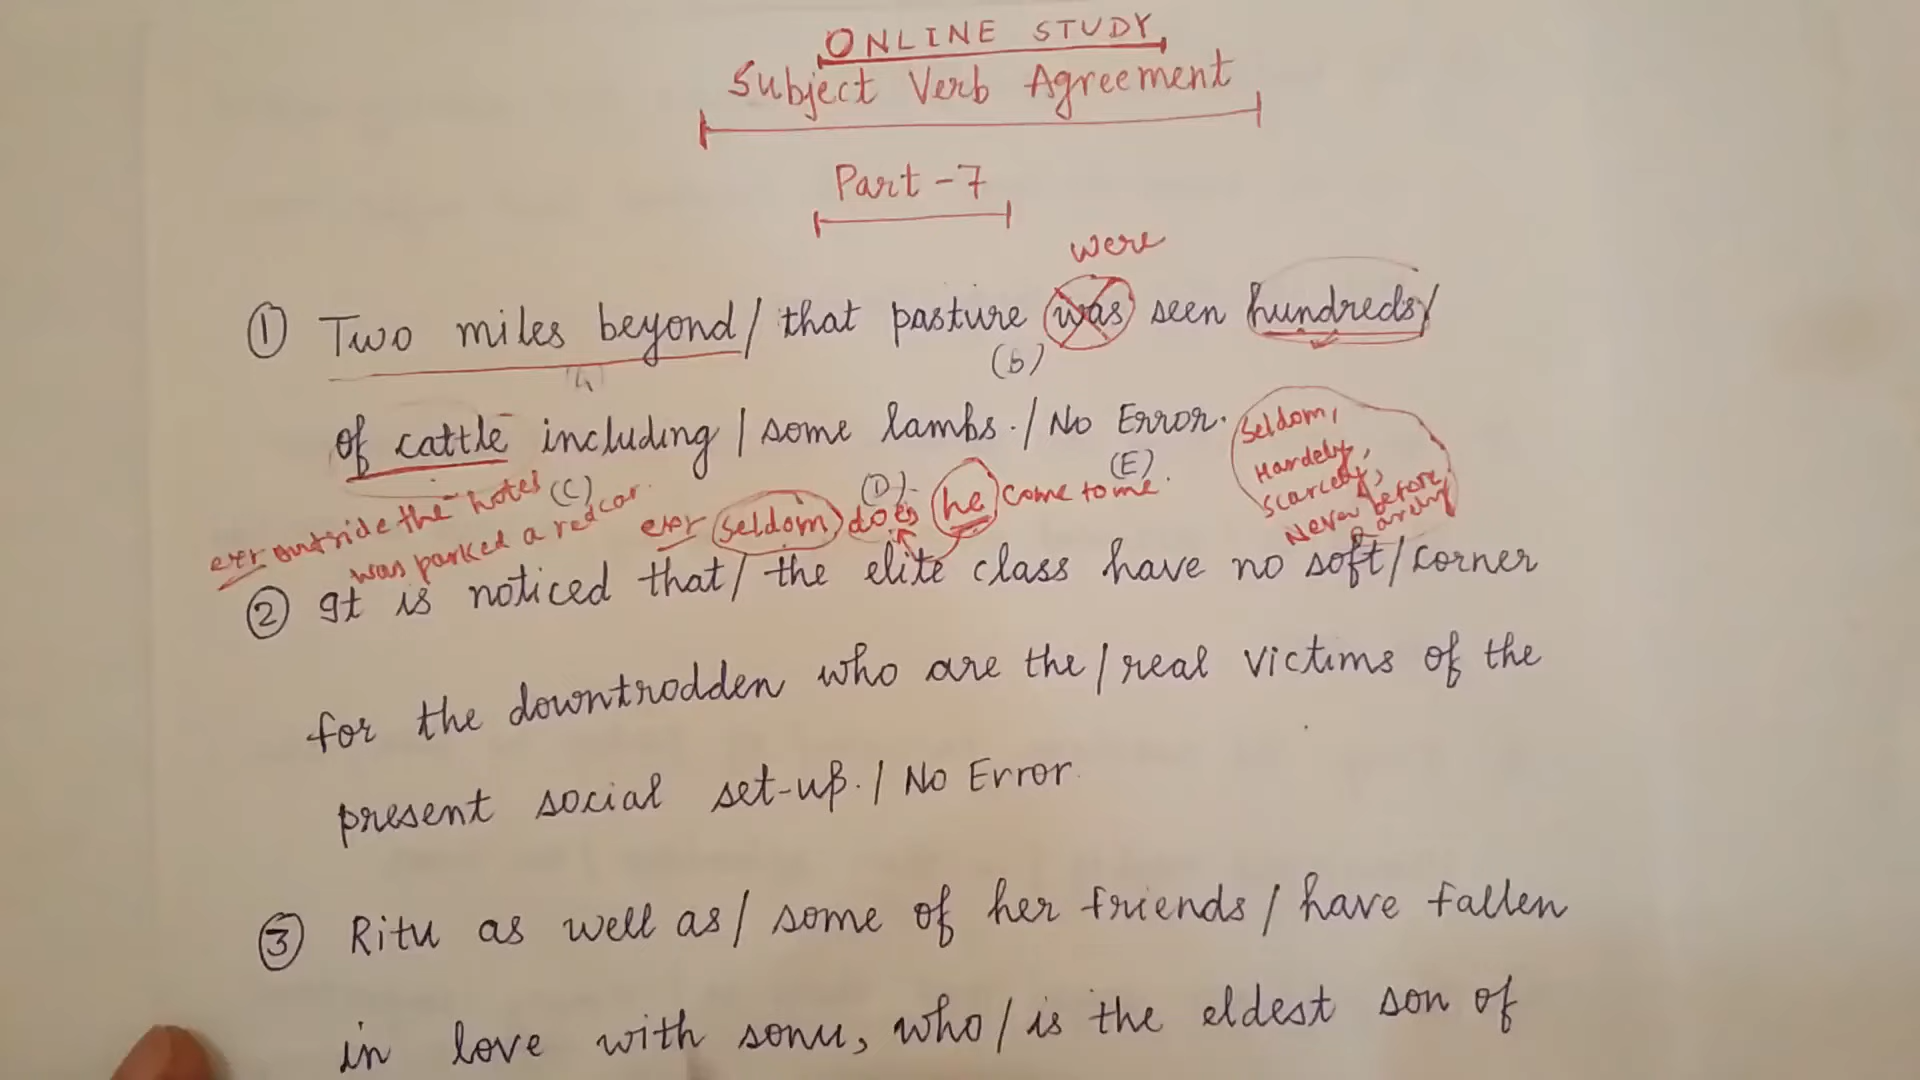 ONLINE STUDY
Subject Verb Agreement
Part - 7
were
① Two miles beyond / that pasture was seen hundreds /
(B)
of cattle including / some lambs. / No Error.
(C) (D) (E)
Seldom,
Hardely,
Scarcely,
Never before
Rarely
outside the hotel
was parked a red car.
Seldom does he come to me.
② It is noticed that / the elite class have no soft / corner
for the downtrodden who are the / real victims of the
present social set-up. / No Error
③ Ritu as well as / some of her friends / have fallen
in love with sonu, who / is the eldest son of